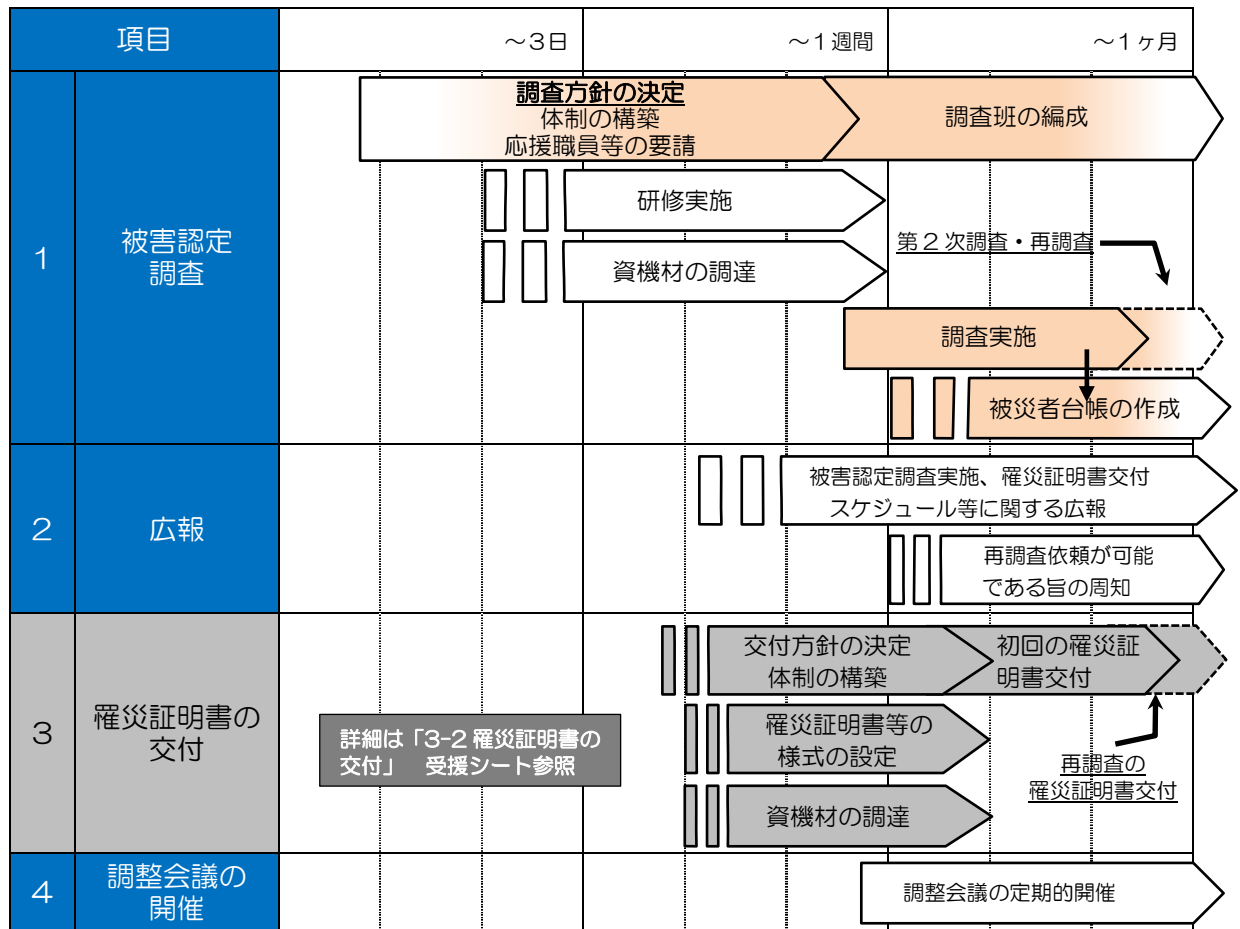 項目
～３日
～１週間
～１ヶ月
1
被害認定
調査
調査方針の決定
体制の構築
応援職員等の要請
調査班の編成
研修実施
資機材の調達
第２次調査・再調査
調査実施
被災者台帳の作成
2
広報
被害認定調査実施、罹災証明書交付
スケジュール等に関する広報
再調査依頼が可能
である旨の周知
3
罹災証明書の
交付
詳細は「3-2 罹災証明書の
交付」　受援シート参照
交付方針の決定
体制の構築
初回の罹災証
明書交付
罹災証明書等の
様式の設定
再調査の
罹災証明書交付
資機材の調達
4
調整会議の
開催
調整会議の定期的開催